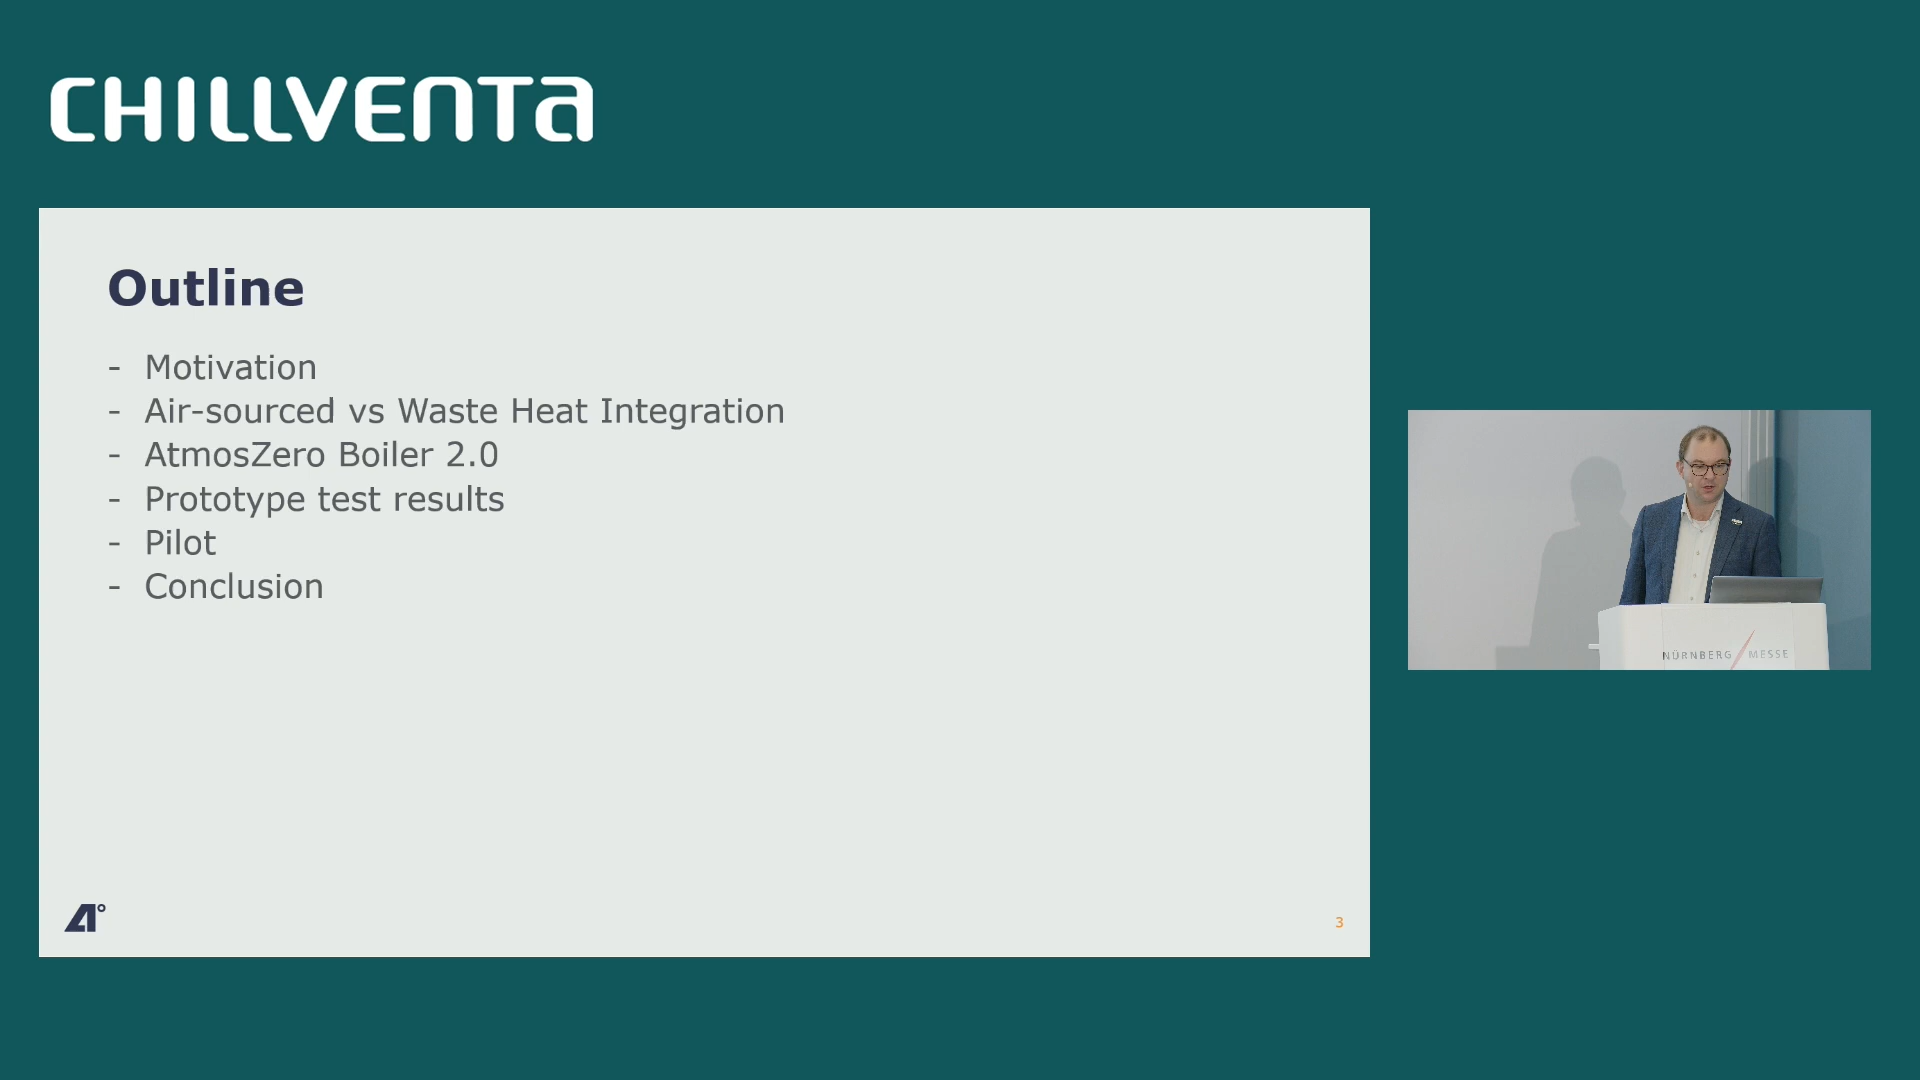 CHILLVENTA
Outline
- Motivation
- Air-sourced vs Waste Heat Integration
- AtmosZero Boiler 2.0
- Prototype test results
- Pilot
- Conclusion
A°
3
NÜRNBERG MESSE